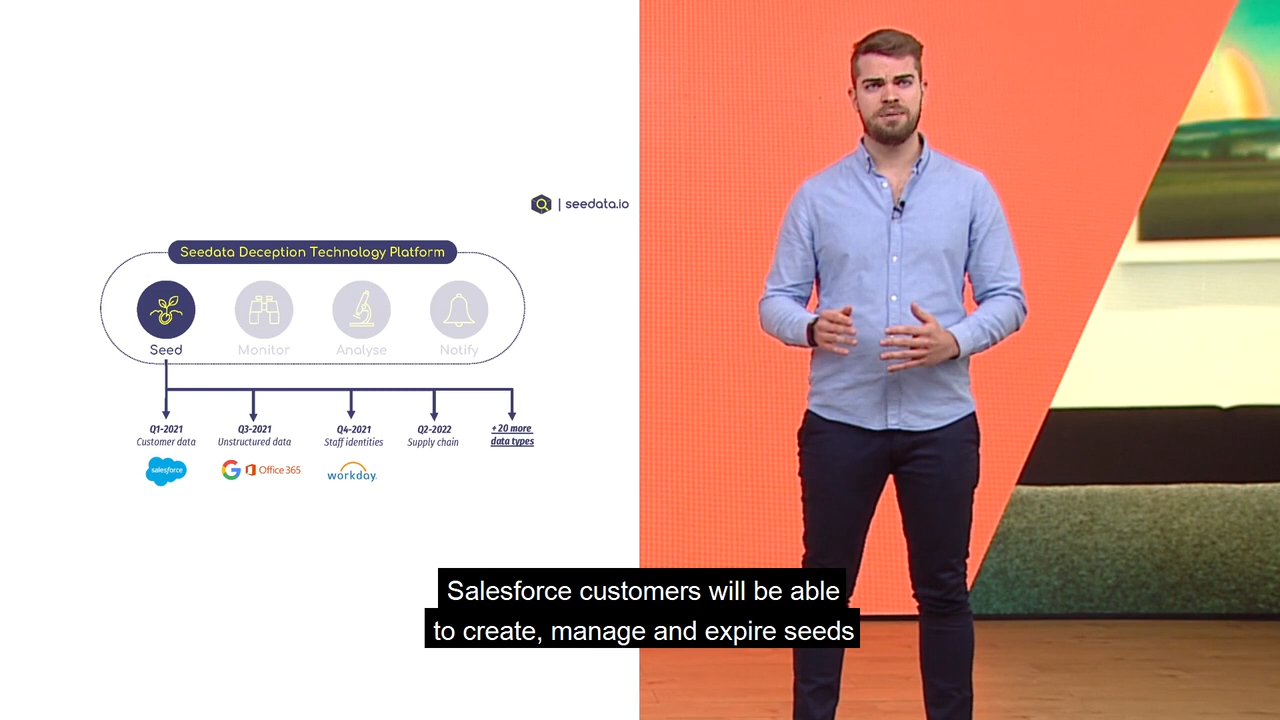 | seedata.io
Seedata Deception Technology Platform
Seed Monitor Analyse Notify
Q1-2021 Q3-2021 Q4-2021 Q2-2022 + 20 more
Customer data Unstructured data Staff identities Supply chain data types
salesforce G Office 365 workday.
Salesforce customers will be able
to create, manage and expire seeds